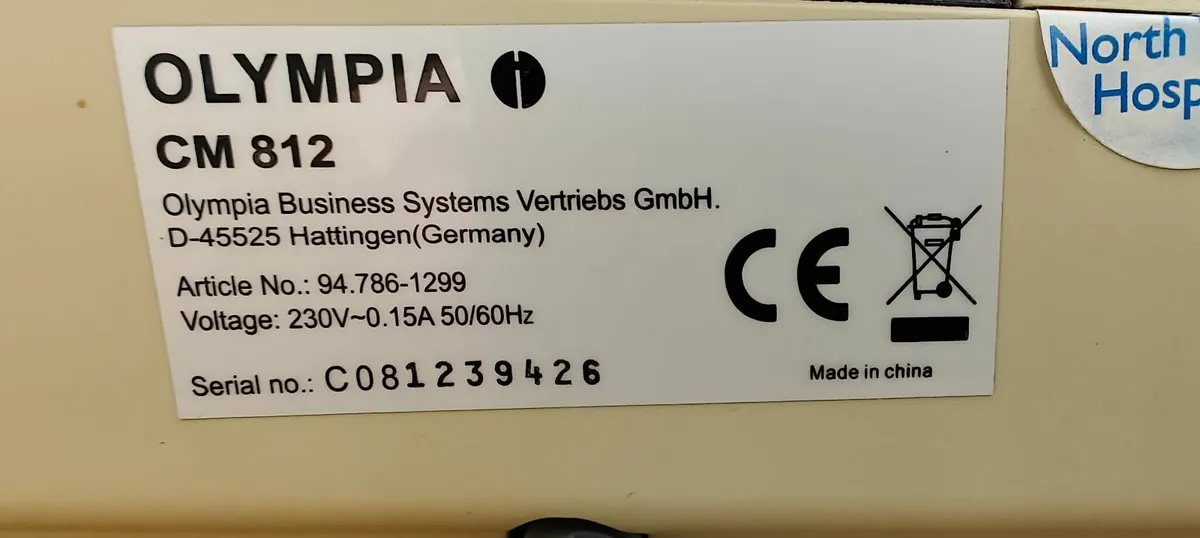 OLYMPIA
CM 812
Olympia Business Systems Vertriebs GmbH.
D-45525 Hattingen(Germany)
Article No.: 94.786-1299
Voltage: 230V~0.15A 50/60Hz
Serial no.: C081239426
CE
Made in china
North
Hosp